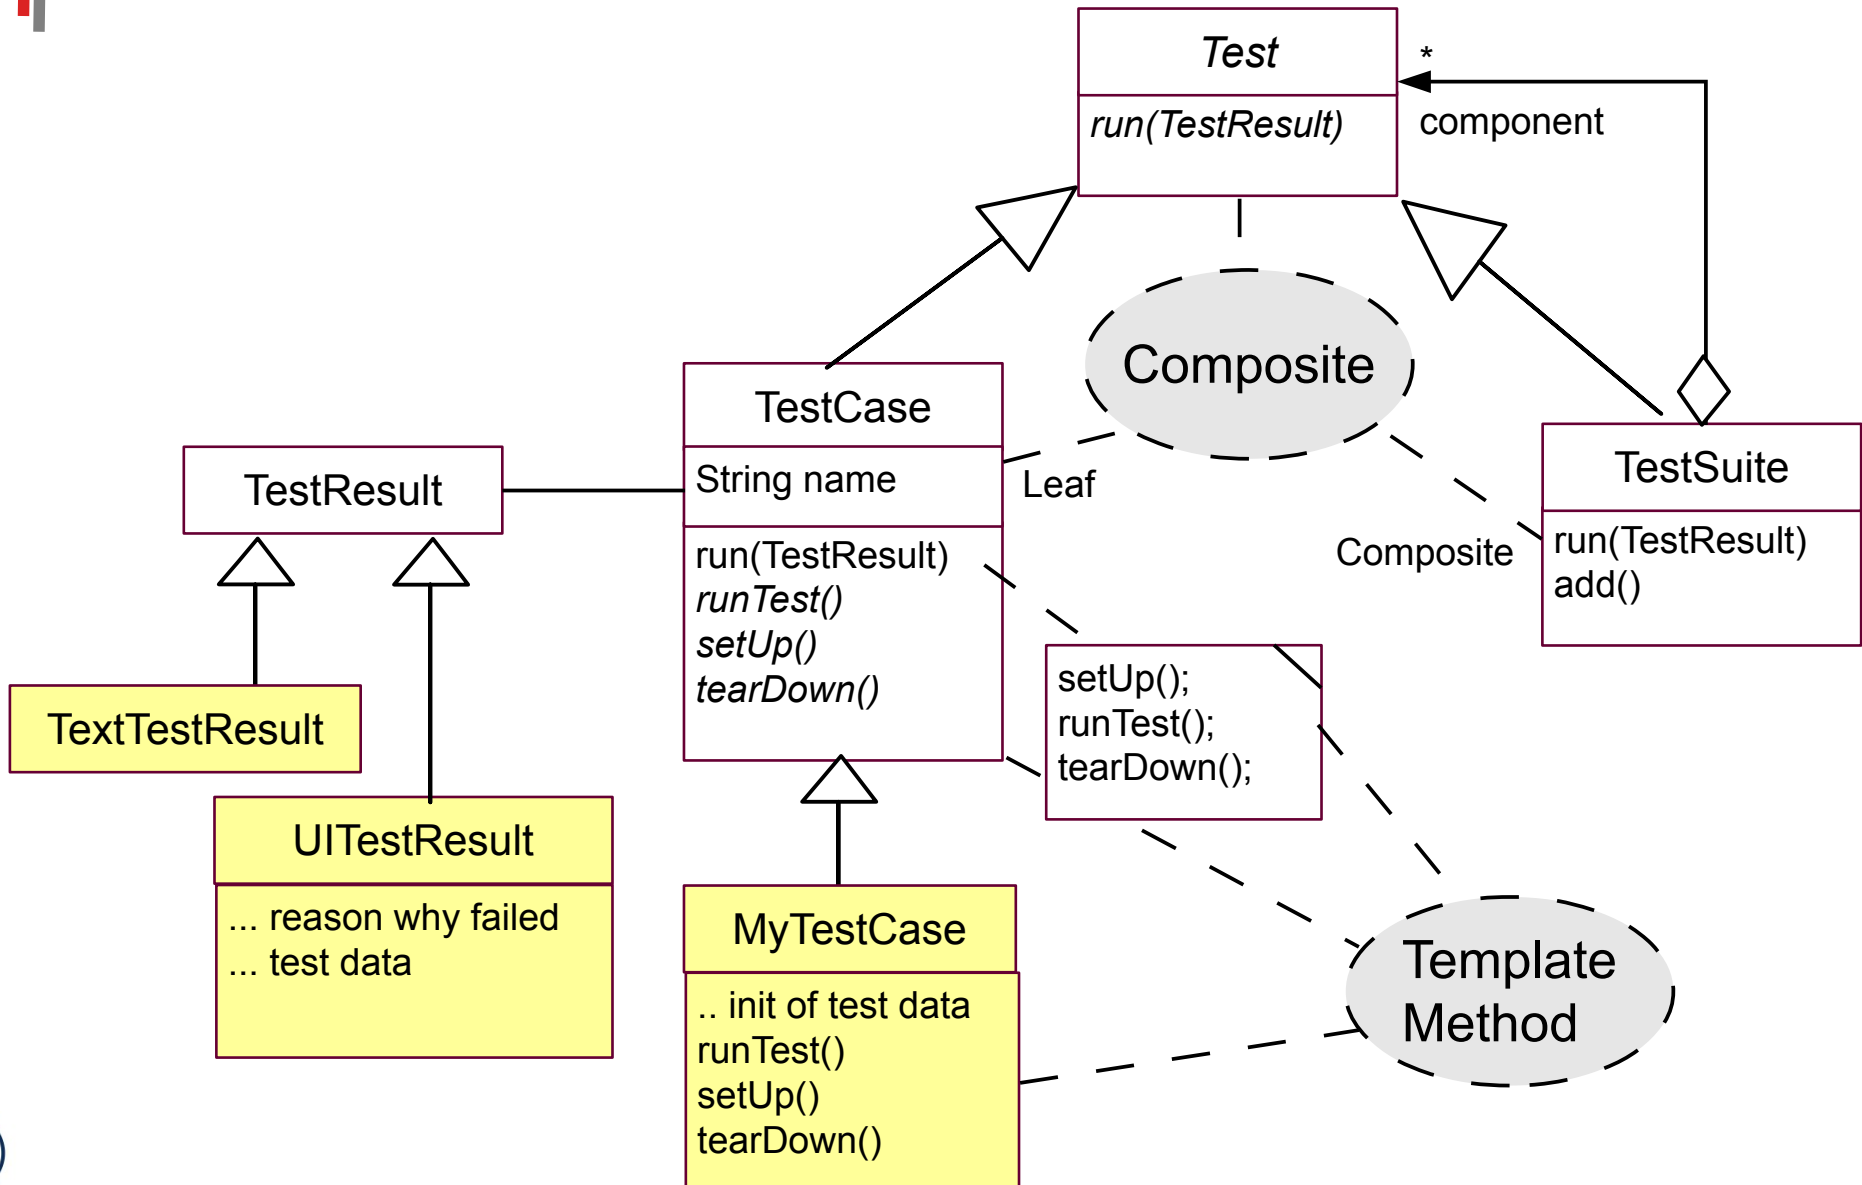 Test
*
run(TestResult)
component
Composite
TestCase
String name
Leaf
TestResult
TestSuite
run(TestResult)
add()
Composite
run(TestResult)
runTest()
setUp()
tearDown()
setUp();
runTest();
tearDown();
TextTestResult
UITestResult
... reason why failed
... test data
MyTestCase
.. init of test data
runTest()
setUp()
tearDown()
Template
Method